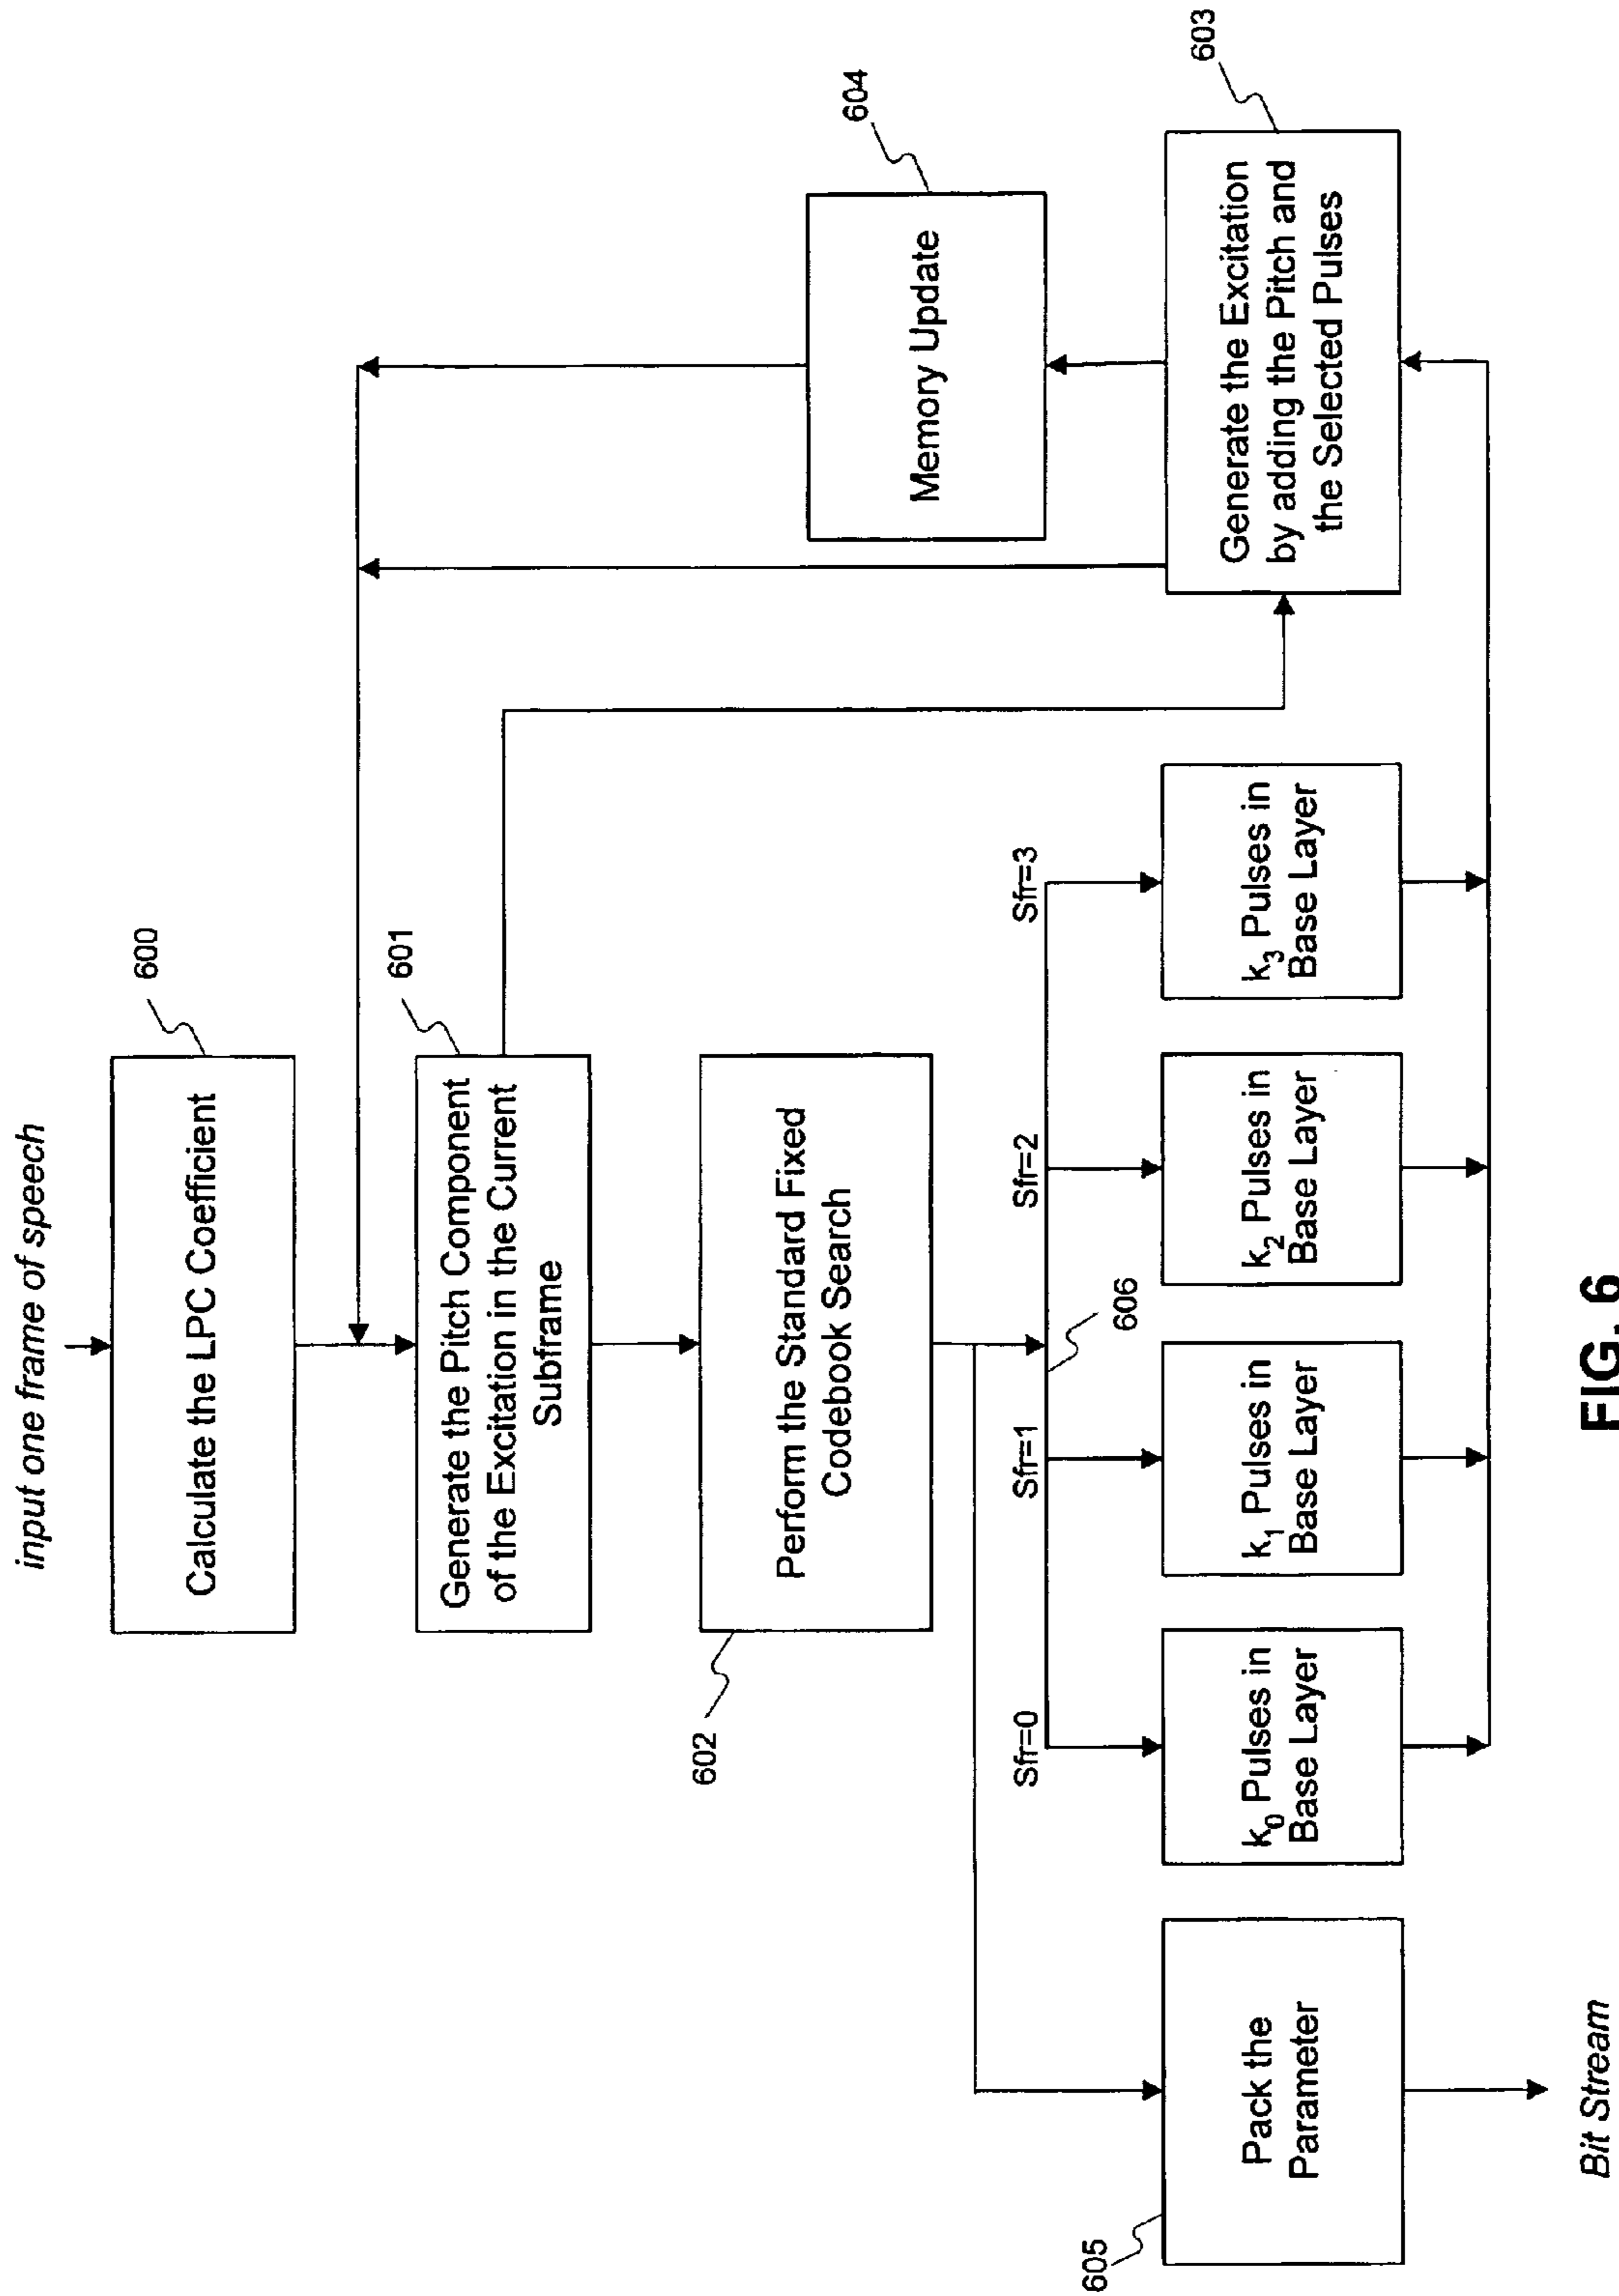 input one frame of speech
600
Calculate the LPC Coefficient
601
Generate the Pitch Component
of the Excitation in the Current
Subframe
602
Perform the Standard Fixed
Codebook Search
604
Memory Update
603
Generate the Excitation
by adding the Pitch and
the Selected Pulses
606
Sfr=0
Sfr=1
Sfr=2
Sfr=3
605
Pack the
Parameter
k0 Pulses in
Base Layer
k1 Pulses in
Base Layer
k2 Pulses in
Base Layer
k3 Pulses in
Base Layer
Bit Stream
FIG. 6